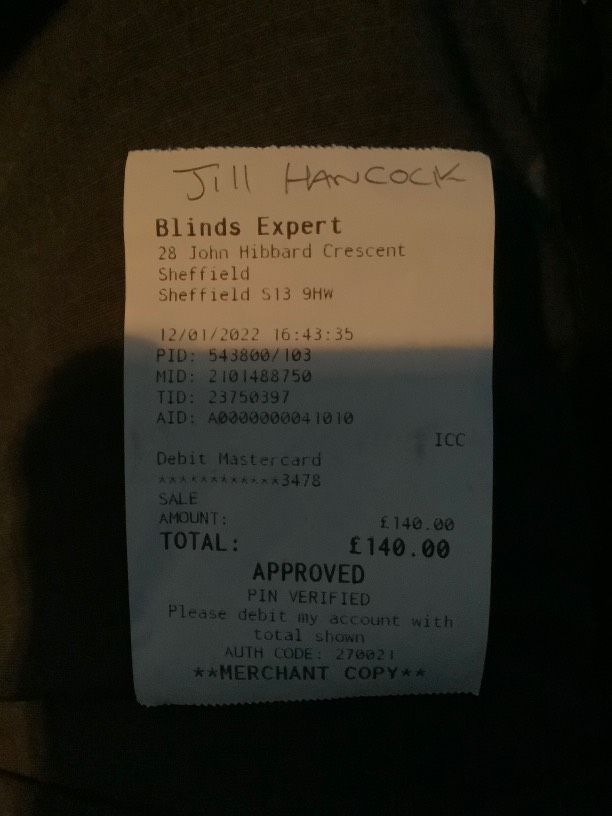 Jill HANCOCK
Blinds Expert
28 John Hibbard Crescent
Sheffield
Sheffield S13 9HW
12/01/2022 16:43:35
PID: 543800/103
MID: 2101488750
TID: 23750397
AID: A0000000041010
ICC
Debit Mastercard
************3478
SALE
AMOUNT: £140.00
TOTAL: £140.00
APPROVED
PIN VERIFIED
Please debit my account with
total shown
AUTH CODE: 270021
**MERCHANT COPY**